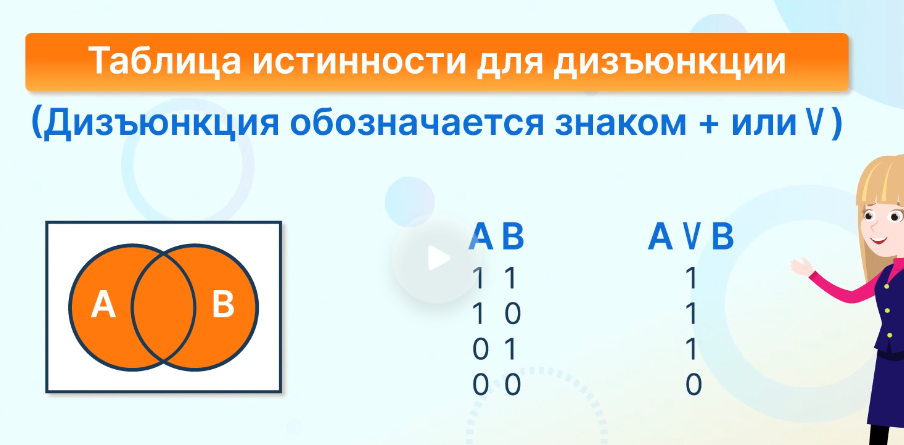 Таблица истинности для дизъюнкции
(Дизъюнкция обозначается знаком + или V)
A B
A B A V B
1 1 1
1 0 1
0 1 1
0 0 0